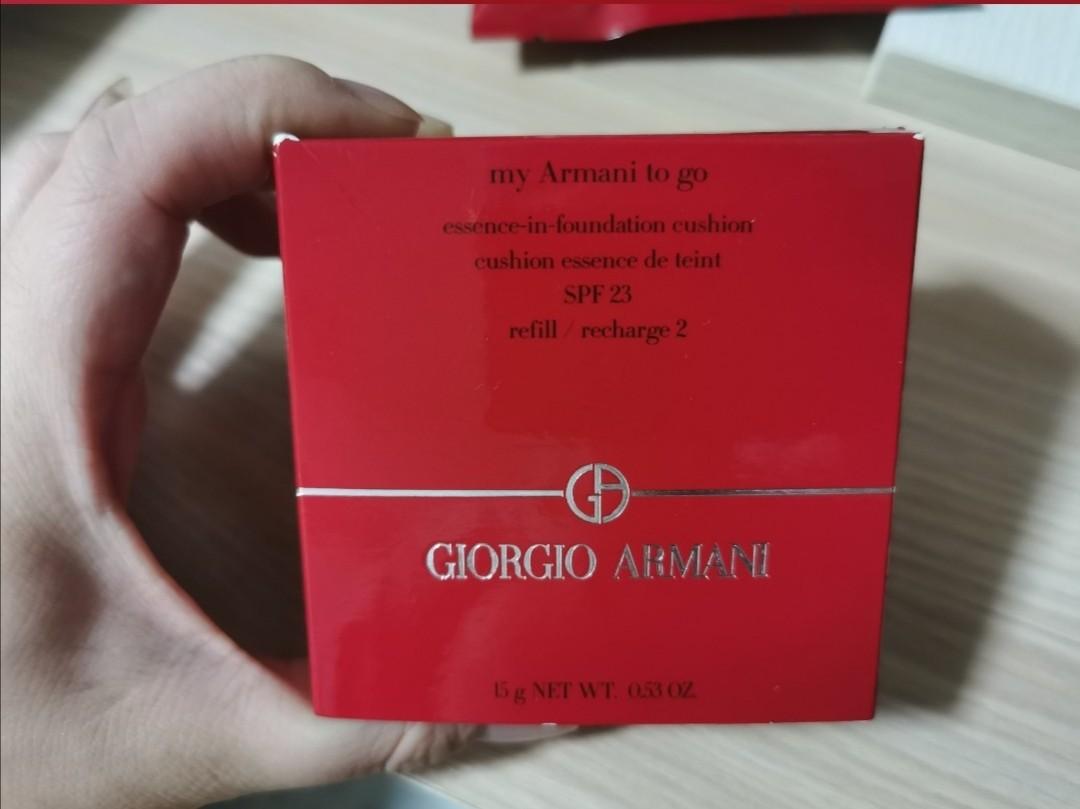 my Armani to go
essence-in-foundation cushion
cushion essence de teint
SPF 23
refill / recharge 2
GA
GIORGIO ARMANI
15 g NET WT. 0.53 OZ.